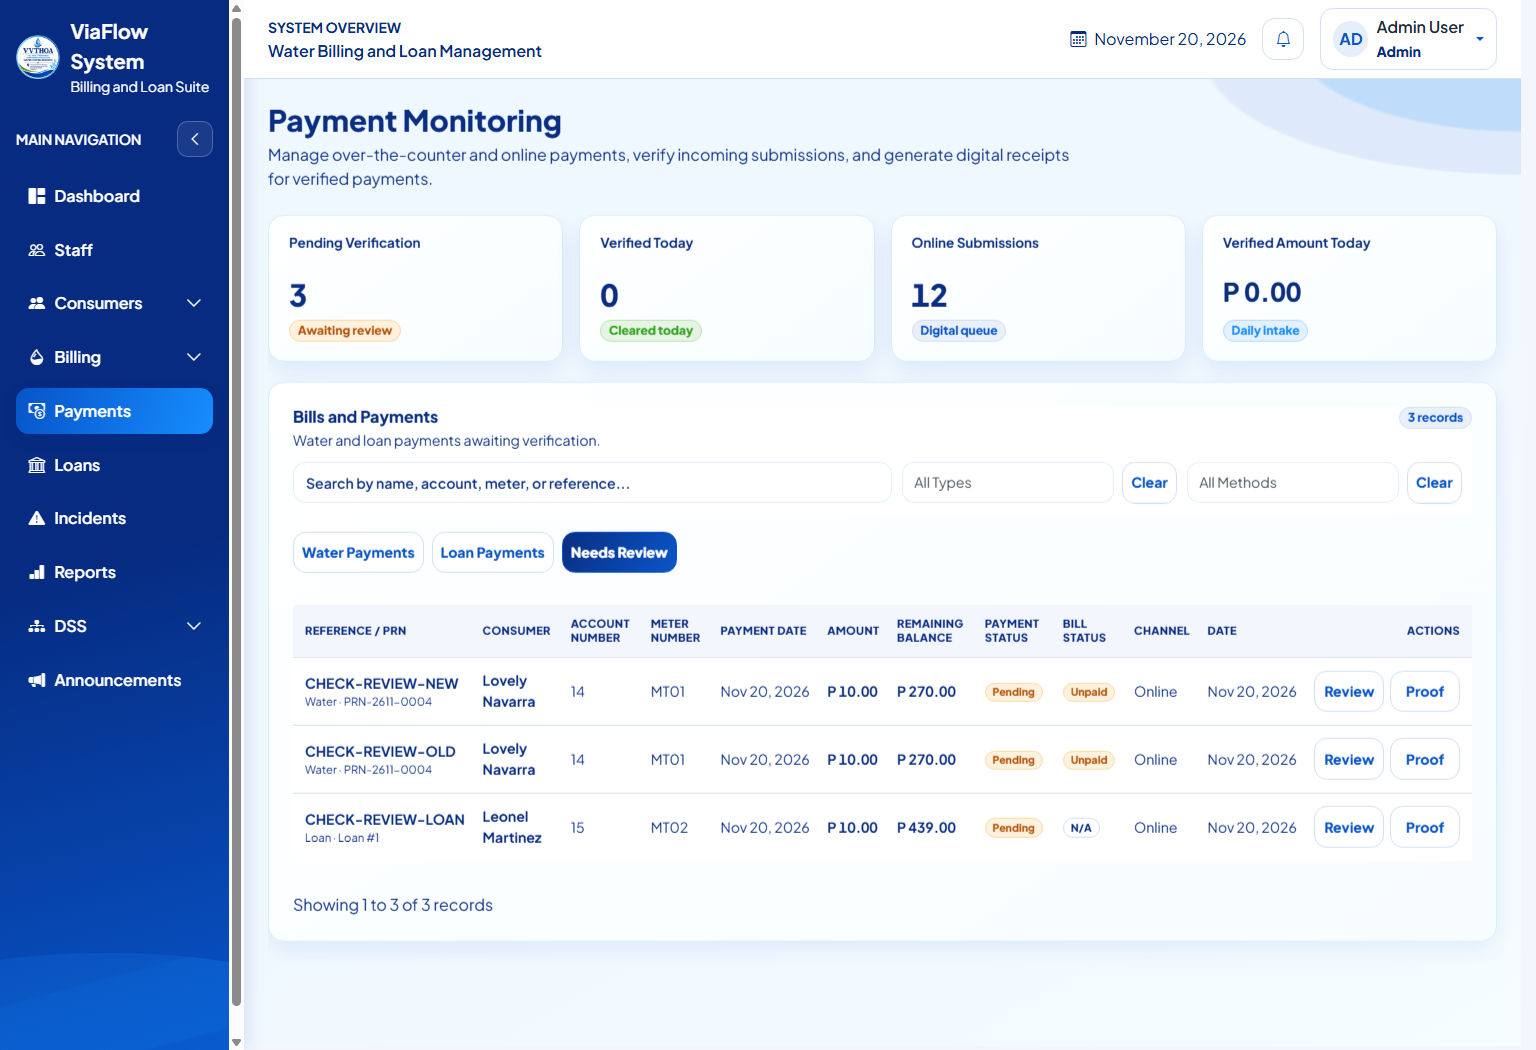 ViaFlow
System
Billing and Loan Suite
VVTHOA
MAIN NAVIGATION
Dashboard
Staff
Consumers
Billing
Payments
Loans
Incidents
Reports
DSS
Announcements
SYSTEM OVERVIEW
Water Billing and Loan Management
November 20, 2026
AD
Admin User
Admin
Payment Monitoring
Manage over-the-counter and online payments, verify incoming submissions, and generate digital receipts
for verified payments.
Pending Verification
3
Awaiting review
Verified Today
0
Cleared today
Online Submissions
12
Digital queue
Verified Amount Today
P 0.00
Daily intake
Bills and Payments
3 records
Water and loan payments awaiting verification.
Search by name, account, meter, or reference...
All Types
Clear
All Methods
Clear
Water Payments
Loan Payments
Needs Review
REFERENCE / PRN CONSUMER ACCOUNT NUMBER METER NUMBER PAYMENT DATE AMOUNT REMAINING BALANCE PAYMENT STATUS BILL STATUS CHANNEL DATE ACTIONS
CHECK-REVIEW-NEW Lovely Navarra 14 MT01 Nov 20, 2026 P 10.00 P 270.00 Pending Unpaid Online Nov 20, 2026 Review Proof
Water · PRN-2611-0004
CHECK-REVIEW-OLD Lovely Navarra 14 MT01 Nov 20, 2026 P 10.00 P 270.00 Pending Unpaid Online Nov 20, 2026 Review Proof
Water · PRN-2611-0004
CHECK-REVIEW-LOAN Leonel Martinez 15 MT02 Nov 20, 2026 P 10.00 P 439.00 Pending N/A Online Nov 20, 2026 Review Proof
Loan · Loan #1
Showing 1 to 3 of 3 records